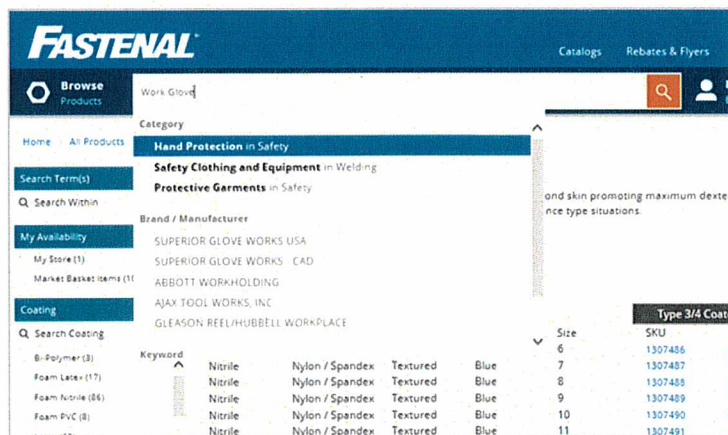 FASTENAL
Catalogs Rebates & Flyers
Browse
Products
Work Glove
Category
Home All Products
Hand Protection in Safety
Safety Clothing and Equipment in Welding
Protective Garments in Safety
Search Term(s)
Search Within
ond skin promoting maximum dexte
nce type situations.
Brand / Manufacturer
My Availability
SUPERIOR GLOVE WORKS USA
My Store (1)
SUPERIOR GLOVE WORKS - CAD
Market Basket Items (10
ABBOTT WORKHOLDING
AJAX TOOL WORKS, INC
Coating
Type 3/4 Coat
GLEASON REEL/HUBBELL WORKPLACE
Search Coating
Size SKU
Keyword
6 1307486
Bi-Polymer (3)
Nitrile Nylon / Spandex Textured Blue 7 1307487
Foam Latex (17)
Nitrile Nylon / Spandex Textured Blue 8 1307488
Foam Nitrile (86)
Nitrile Nylon / Spandex Textured Blue 9 1307489
Foam PVC (8)
Nitrile Nylon / Spandex Textured Blue 10 1307490
Nitrile Nylon / Spandex Textured Blue 11 1307491